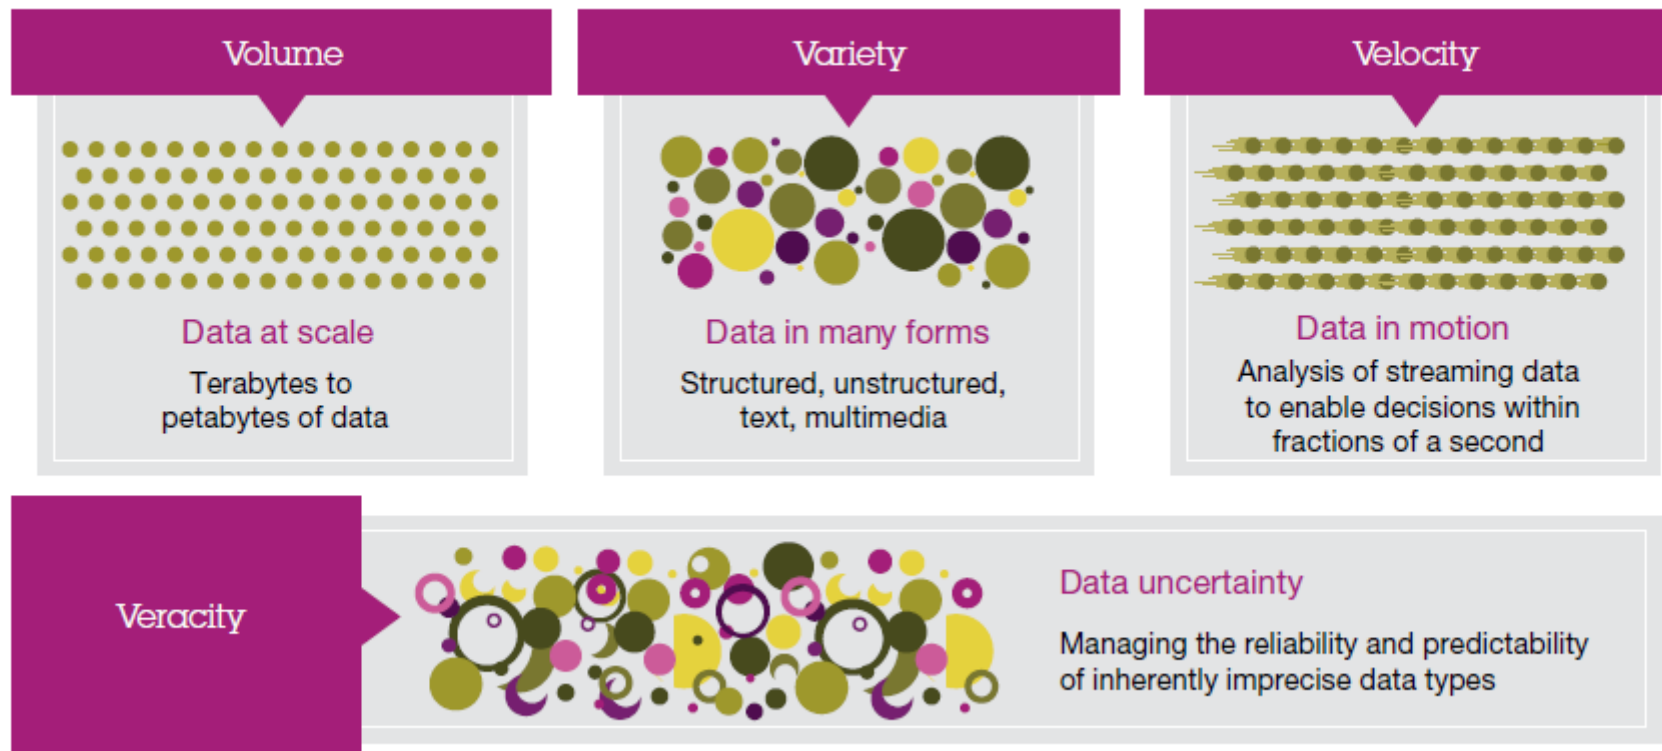 Volume
Data at scale
Terabytes to
petabytes of data
Variety
Data in many forms
Structured, unstructured,
text, multimedia
Velocity
Data in motion
Analysis of streaming data
to enable decisions within
fractions of a second
Veracity
Data uncertainty
Managing the reliability and predictability
of inherently imprecise data types